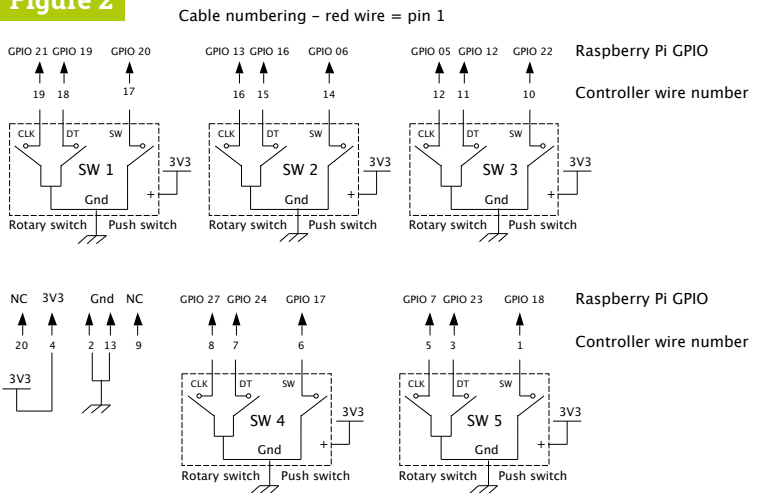 Figure 2
Cable numbering – red wire = pin 1
GPIO 21 GPIO 19 GPIO 20 GPIO 13 GPIO 16 GPIO 06 GPIO 05 GPIO 12 GPIO 22 Raspberry Pi GPIO
19 18 17 16 15 14 12 11 10 Controller wire number
CLK DT SW CLK DT SW CLK DT SW
SW 1 3V3 SW 2 3V3 SW 3 3V3
Gnd + Gnd + Gnd +
Rotary switch Push switch Rotary switch Push switch Rotary switch Push switch
NC 3V3 Gnd NC GPIO 27 GPIO 24 GPIO 17 GPIO 7 GPIO 23 GPIO 18 Raspberry Pi GPIO
20 4 2 13 9 8 7 6 5 3 1 Controller wire number
3V3 CLK DT SW CLK DT SW
SW 4 3V3 SW 5 3V3
Gnd + Gnd +
Rotary switch Push switch Rotary switch Push switch